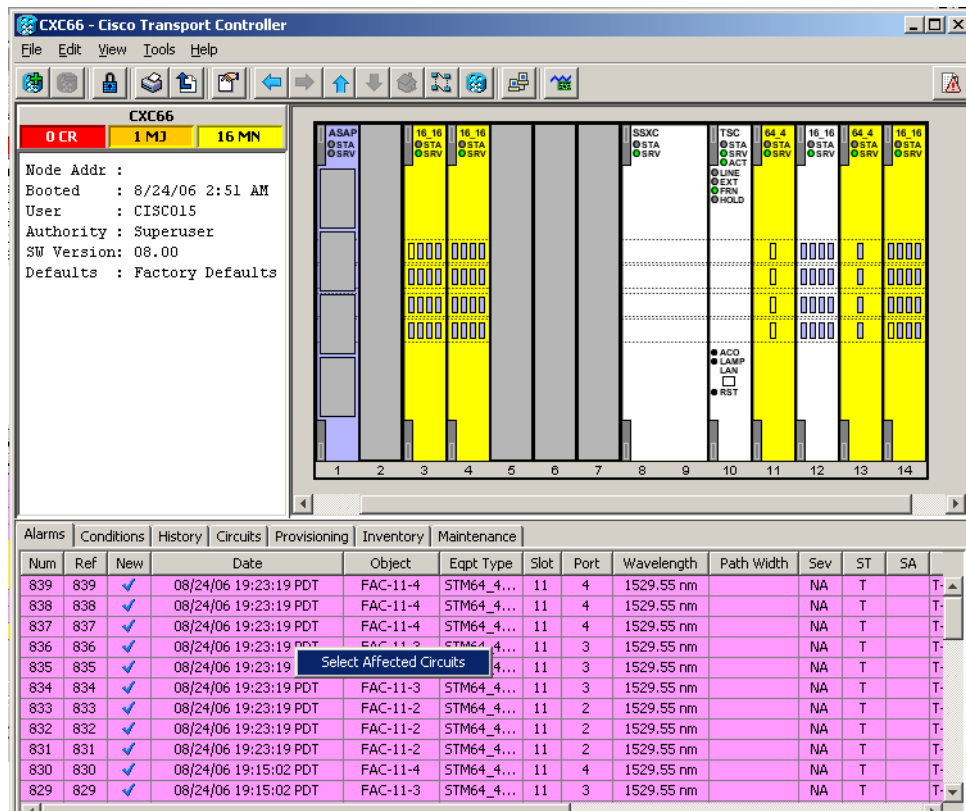 CXC66 - Cisco Transport Controller
File Edit View Tools Help
CXC66
0 CR 1 MJ 16 MN
Node Addr :
Booted : 8/24/06 2:51 AM
User : CISCO15
Authority : Superuser
SW Version: 08.00
Defaults : Factory Defaults
ASAP 16_16 16_16 SSXC TSC 64_4 16_16 64_4 16_16
STA STA STA STA STA STA STA STA STA
SRV SRV SRV SRV SRV SRV SRV SRV SRV
ACT
LINE
EXT
FRN
HOLD
ACO
LAMP
LAN
RST
1 2 3 4 5 6 7 8 9 10 11 12 13 14
Alarms Conditions History Circuits Provisioning Inventory Maintenance
Num Ref New Date Object Eqpt Type Slot Port Wavelength Path Width Sev ST SA
839 839 08/24/06 19:23:19 PDT FAC-11-4 STM64_4... 11 4 1529.55 nm NA T T-
838 838 08/24/06 19:23:19 PDT FAC-11-4 STM64_4... 11 4 1529.55 nm NA T T-
837 837 08/24/06 19:23:19 PDT FAC-11-4 STM64_4... 11 4 1529.55 nm NA T T-
836 836 08/24/06 19:23:19 PDT FAC-11-3 STM64_4... 11 3 1529.55 nm NA T T-
835 835 08/24/06 19:23:19 Select Affected Circuits 4... 11 3 1529.55 nm NA T T-
834 834 08/24/06 19:23:19 PDT FAC-11-3 STM64_4... 11 3 1529.55 nm NA T T-
833 833 08/24/06 19:23:19 PDT FAC-11-2 STM64_4... 11 2 1529.55 nm NA T T-
832 832 08/24/06 19:23:19 PDT FAC-11-2 STM64_4... 11 2 1529.55 nm NA T T-
831 831 08/24/06 19:23:19 PDT FAC-11-2 STM64_4... 11 2 1529.55 nm NA T T-
830 830 08/24/06 19:15:02 PDT FAC-11-4 STM64_4... 11 4 1529.55 nm NA T T-
829 829 08/24/06 19:15:02 PDT FAC-11-3 STM64_4... 11 3 1529.55 nm NA T T-